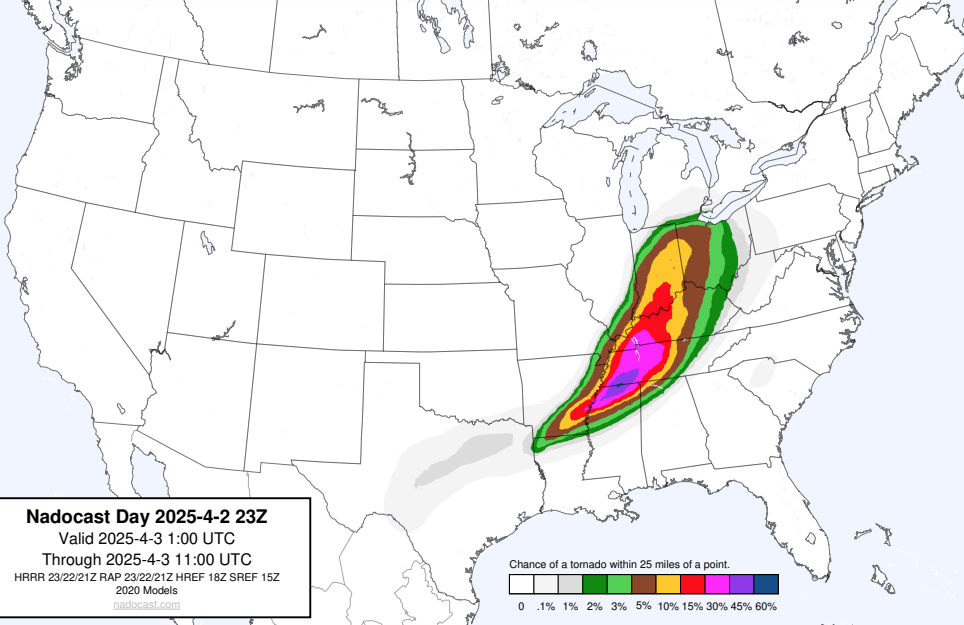 Nadocast Day 2025-4-2 23Z
Valid 2025-4-3 1:00 UTC
Through 2025-4-3 11:00 UTC
HRRR 23/22/21Z RAP 23/22/21Z HREF 18Z SREF 15Z
2020 Models
nadocast.com
Chance of a tornado within 25 miles of a point.
0 .1% 1% 2% 3% 5% 10% 15% 30% 45% 60%